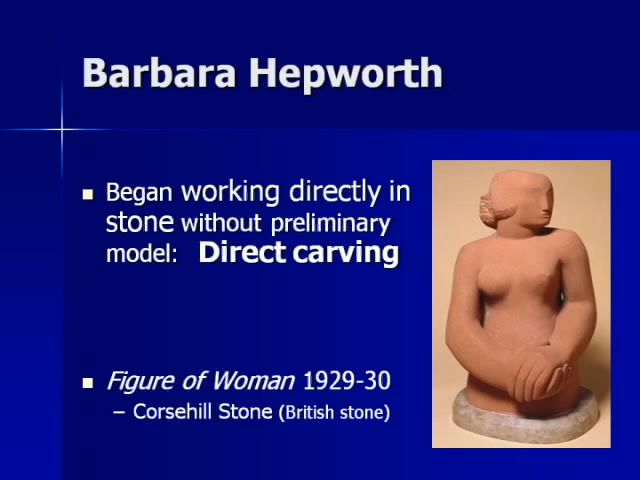 Barbara Hepworth
Began working directly in
stone without preliminary
model: Direct carving
Figure of Woman 1929-30
– Corsehill Stone (British stone)